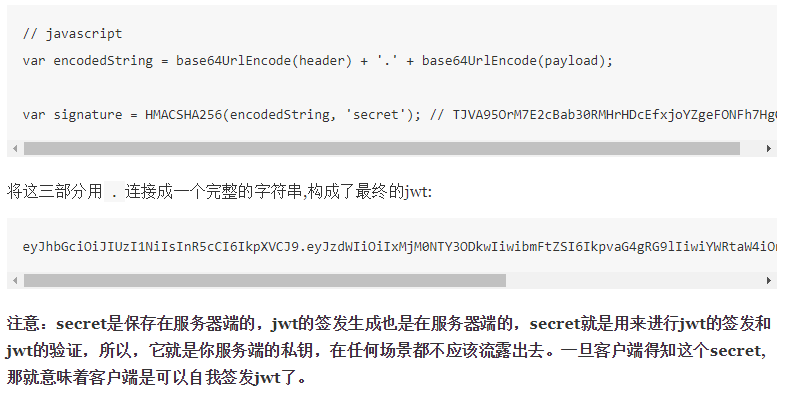 // javascript
var encodedString = base64UrlEncode(header) + '.' + base64UrlEncode(payload);
var signature = HMACSHA256(encodedString, 'secret'); // TJVA95OrM7E2cBab30RMHrHDcEfxjoYZgeFONFh7Hg
将这三部分用 . 连接成一个完整的字符串,构成了最终的jwt:
eyJhbGciOiJIUzI1NiIsInR5cCI6IkpXVCJ9.eyJzdWIiOiIxMjM0NTY3ODkwIiwibmFtZSI6IkpvaG4gRG9lIiwiYWRtaW4iOn
注意：secret是保存在服务器端的，jwt的签发生成也是在服务器端的，secret就是用来进行jwt的签发和
jwt的验证，所以，它就是你服务端的私钥，在任何场景都不应该流露出去。一旦客户端得知这个secret,
那就意味着客户端是可以自我签发jwt了。